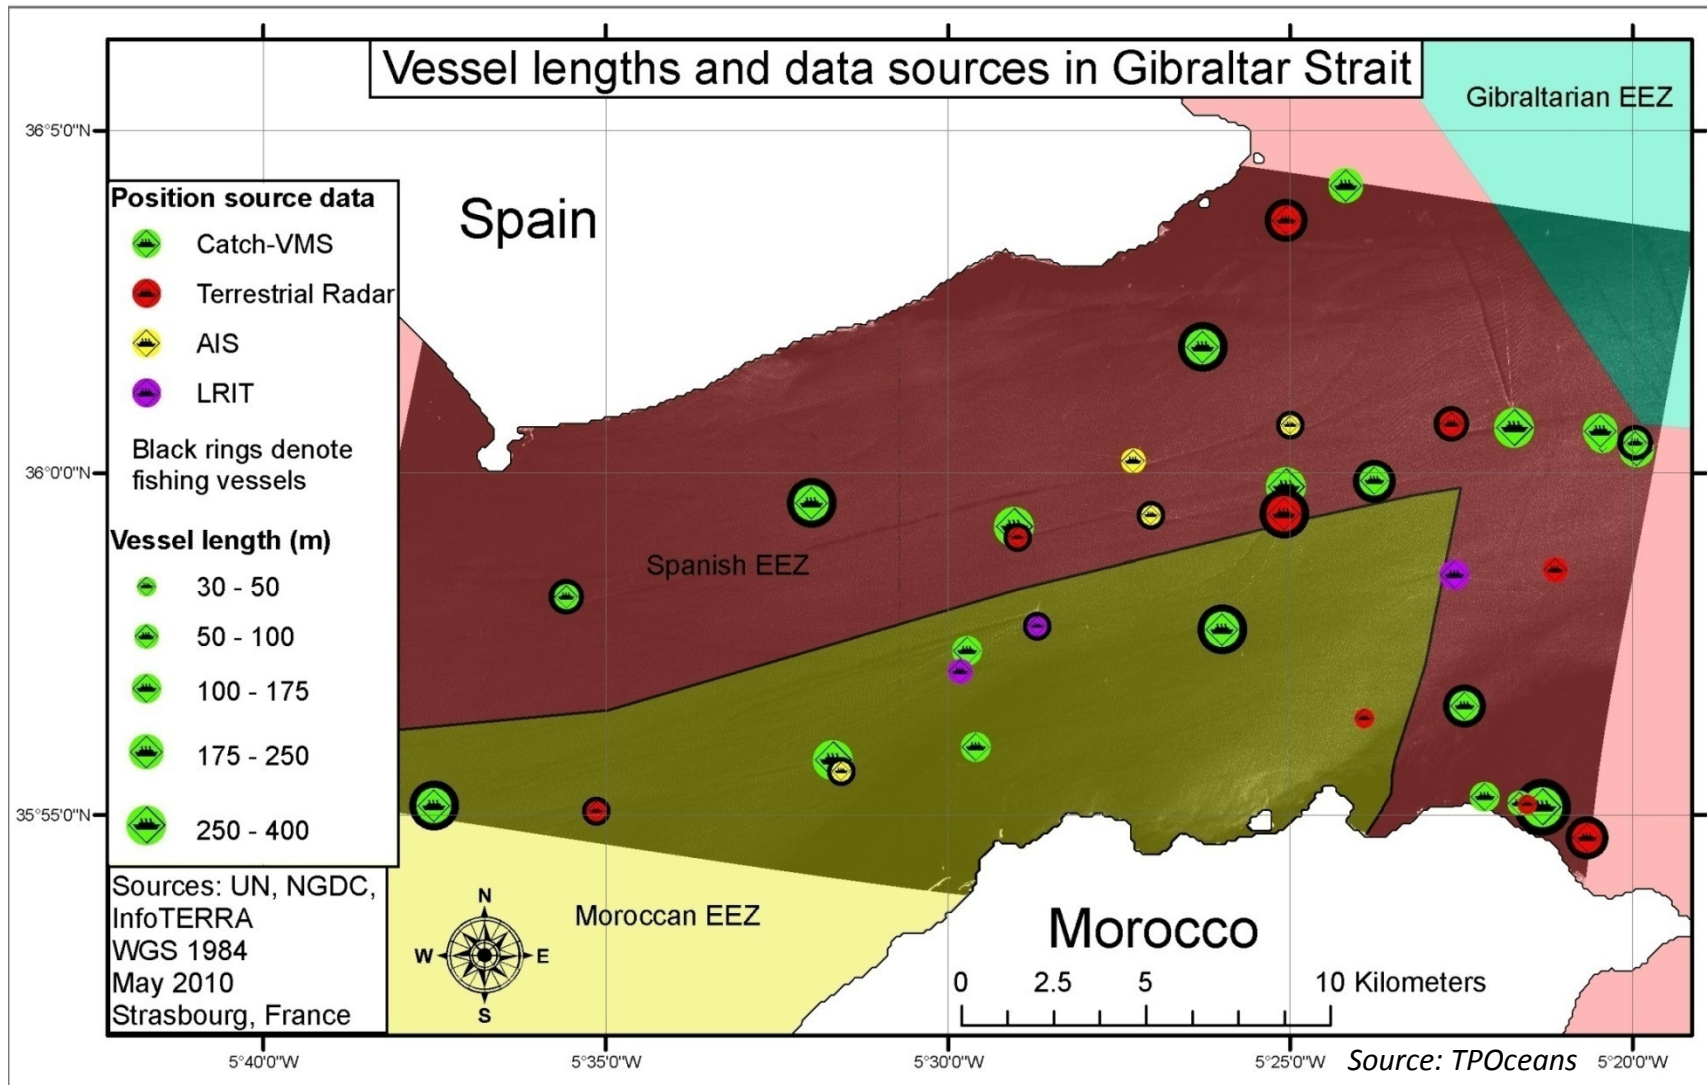 Vessel lengths and data sources in Gibraltar Strait
Gibraltarian EEZ
36°5'0"N
36°0'0"N
35°55'0"N
Position source data
Catch-VMS
Terrestrial Radar
AIS
LRIT
Black rings denote
fishing vessels
Vessel length (m)
30 - 50
50 - 100
100 - 175
175 - 250
250 - 400
Sources: UN, NGDC,
InfoTERRA
WGS 1984
May 2010
Strasbourg, France
Spain
Spanish EEZ
Moroccan EEZ
Morocco
N
W
E
S
0 2.5 5 10 Kilometers
5°40'0"W
5°35'0"W
5°30'0"W
5°25'0"W
5°20'0"W
Source: TPOceans